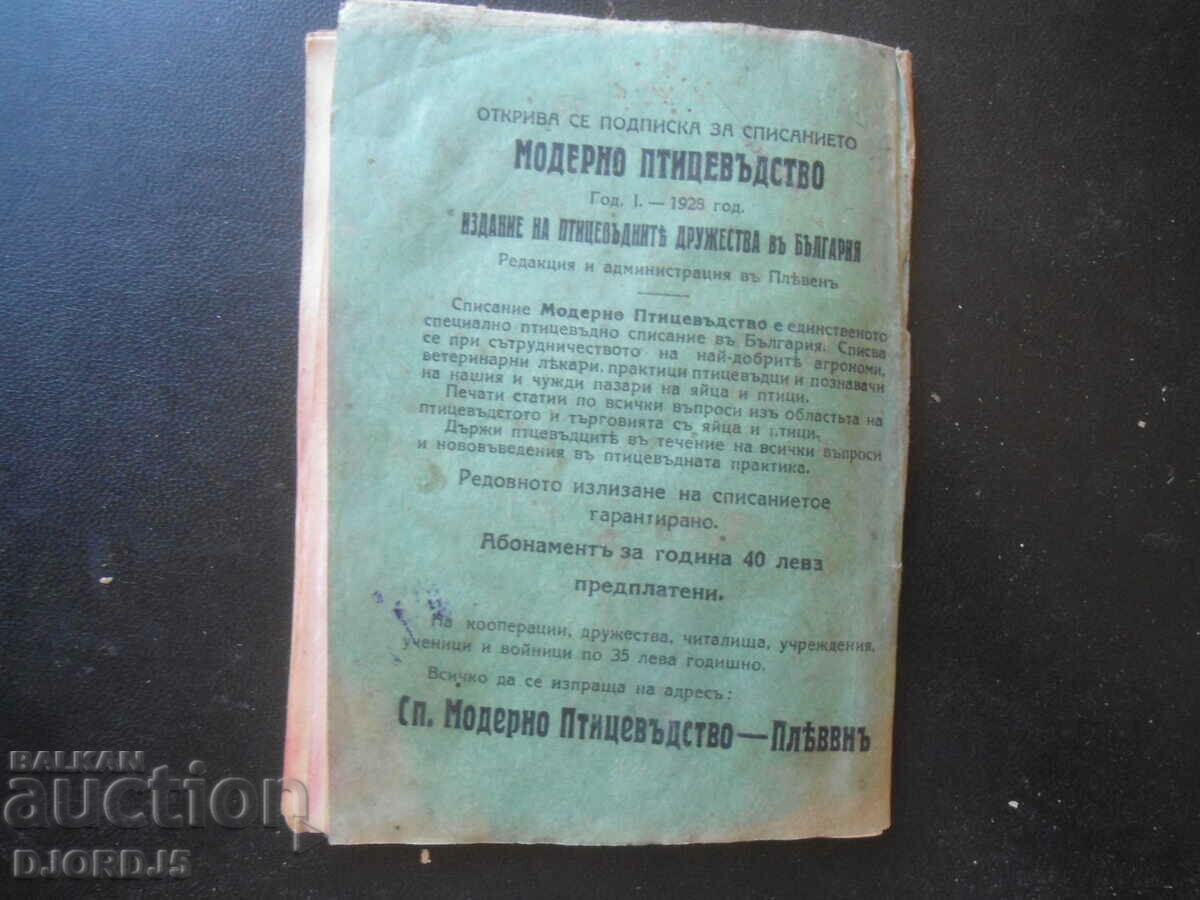 ОТКРИВА СЕ ПОДПИСКА ЗА СПИСАНИЕТО
МОДЕРНО ПТИЦЕВЪДСТВО
Год. I. — 1928 год.
ИЗДАНИЕ НА ПТИЦЕВЪДНИТѢ ДРУЖЕСТВА ВЪ БЪЛГАРИЯ
Редакция и администрация въ Плѣвенъ
Списание Модерно Птицевъдство е единственото
специално птицевъдно списание въ България. Списва
се при сътрудничеството на най-добритѣ агрономи,
ветеринарни лѣкари, практици птицевъдци и познавачи
на нашия и чужди пазари на яйца и птици.
Печати статии по всички въпроси изъ областьта на
птицевъдстото и търговията съ яйца и птици.
Държи птцевъдцитѣ въ течение на всички въпроси
и нововъведения въ птицевъдната практика.
Редовното излизане на списаниетое
гарантирано.
Абонаментъ за година 40 лева
предплатени.
На кооперации, дружества, читалища, учреждения,
ученици и войници по 35 лева годишно.
Всичко да се изпраща на адресъ:
Сп. Модерно Птицевъдство—Плѣввнъ
BALKAN
auction
DJORDJ5